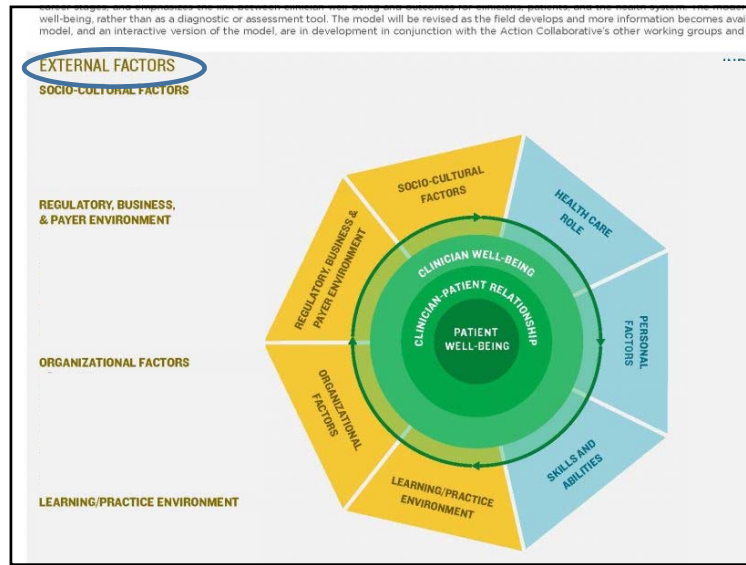 well-being, rather than as a diagnostic or assessment tool. The model will be revised as the field develops and more information becomes avai
model, and an interactive version of the model, are in development in conjunction with the Action Collaborative's other working groups and
EXTERNAL FACTORS
SOCIO-CULTURAL FACTORS
REGULATORY, BUSINESS,
& PAYER ENVIRONMENT
ORGANIZATIONAL FACTORS
LEARNING/PRACTICE ENVIRONMENT
SOCIO-CULTURAL
FACTORS
HEALTH CARE
ROLE
PERSONAL
FACTORS
SKILLS AND
ABILITIES
LEARNING/PRACTICE
ENVIRONMENT
ORGANIZATIONAL
FACTORS
REGULATORY, BUSINESS &
PAYER ENVIRONMENT
CLINICIAN WELL-BEING
CLINICIAN-PATIENT RELATIONSHIP
PATIENT
WELL-BEING